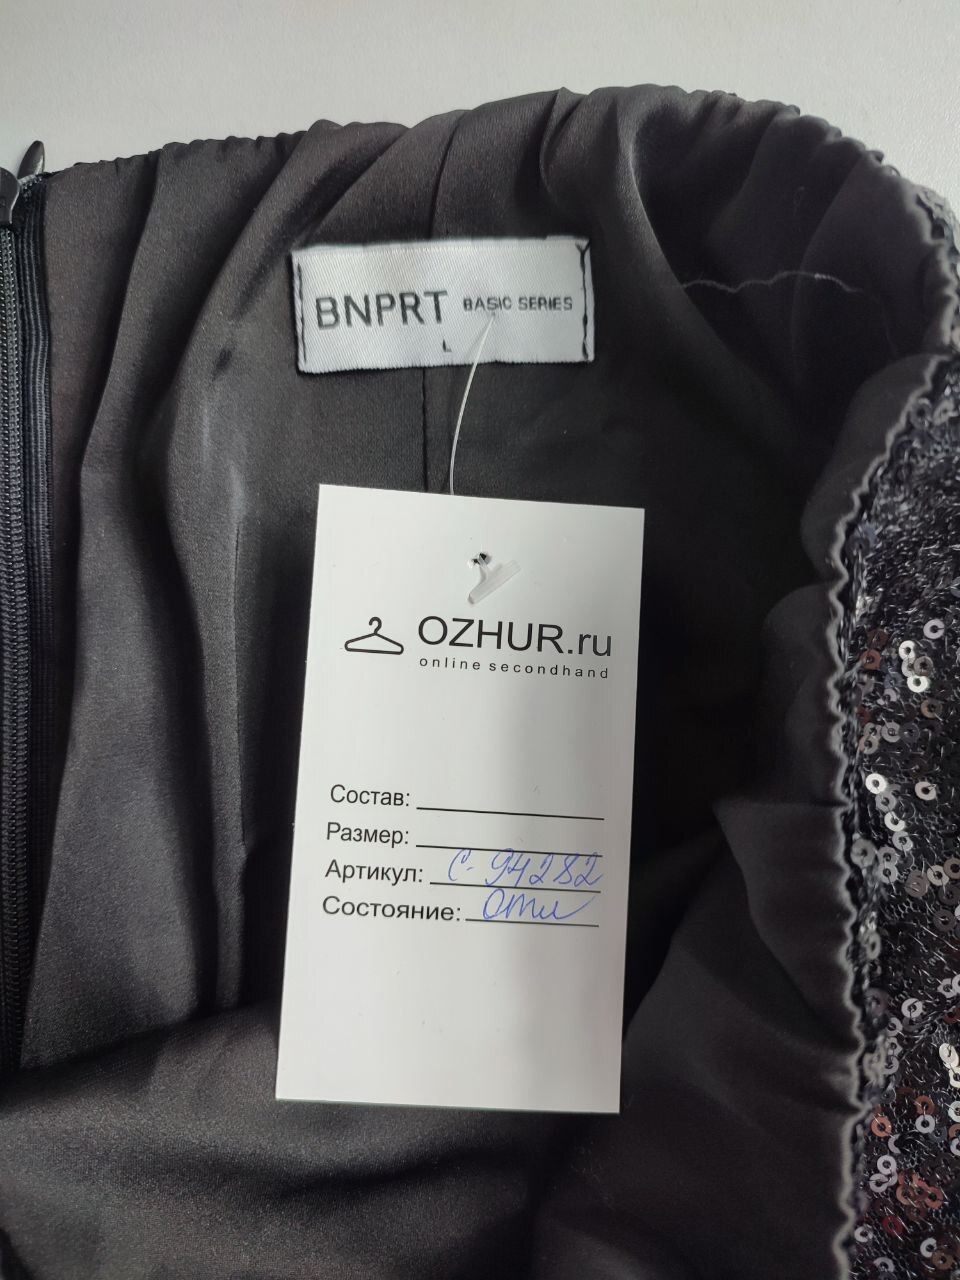 BNPRT BASIC SERIES
L
OZHUR.ru
online secondhand
Состав:
Размер:
Артикул: С-94282
Состояние: отл